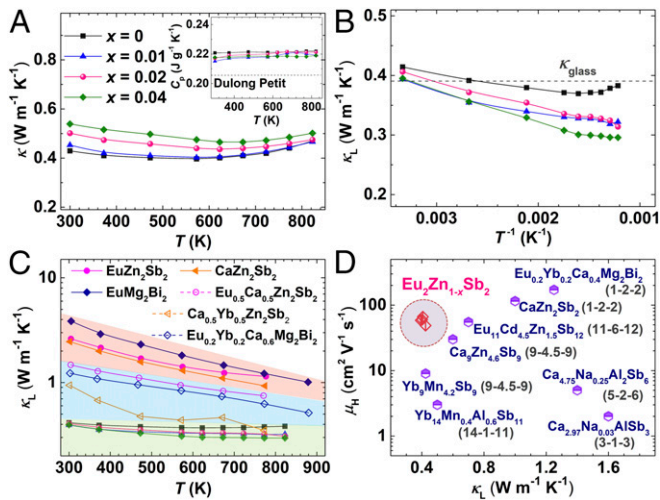 A
x = 0
x = 0.01
x = 0.02
x = 0.04
0.24
0.22
0.20
Cp (J g-1 K-1)
Dulong Petit
400 600 800
T (K)
0.8
0.6
0.4
0.2
κ (W m-1 K-1)
300 400 500 600 700 800 900
T (K)
B
κglass
0.5
0.4
0.3
0.2
κL (W m-1 K-1)
0.003 0.002 0.001
T-1 (K-1)
C
EuZn2Sb2 CaZn2Sb2
EuMg2Bi2 Eu0.5Ca0.5Zn2Sb2
Ca0.5Yb0.5Zn2Sb2
Eu0.2Yb0.2Ca0.6Mg2Bi2
10
1
κL (W m-1 K-1)
300 400 500 600 700 800 900
T (K)
D
Eu0.2Yb0.2Ca0.4Mg2Bi2
(1-2-2)
Eu2Zn1-xSb2
CaZn2Sb2 (1-2-2)
Eu11Cd4.5Zn1.5Sb12 (11-6-12)
Ca9Zn4.6Sb9 (9-4.5-9)
Yb9Mn4.2Sb9 (9-4.5-9)
Ca4.75Na0.25Al2Sb6
(5-2-6)
Yb14Mn0.4Al0.6Sb11
(14-1-11)
Ca2.97Na0.03AlSb3
(3-1-3)
100
10
1
μH (cm2 V-1 s-1)
0.4 0.8 1.2 1.6
κL (W m-1 K-1)